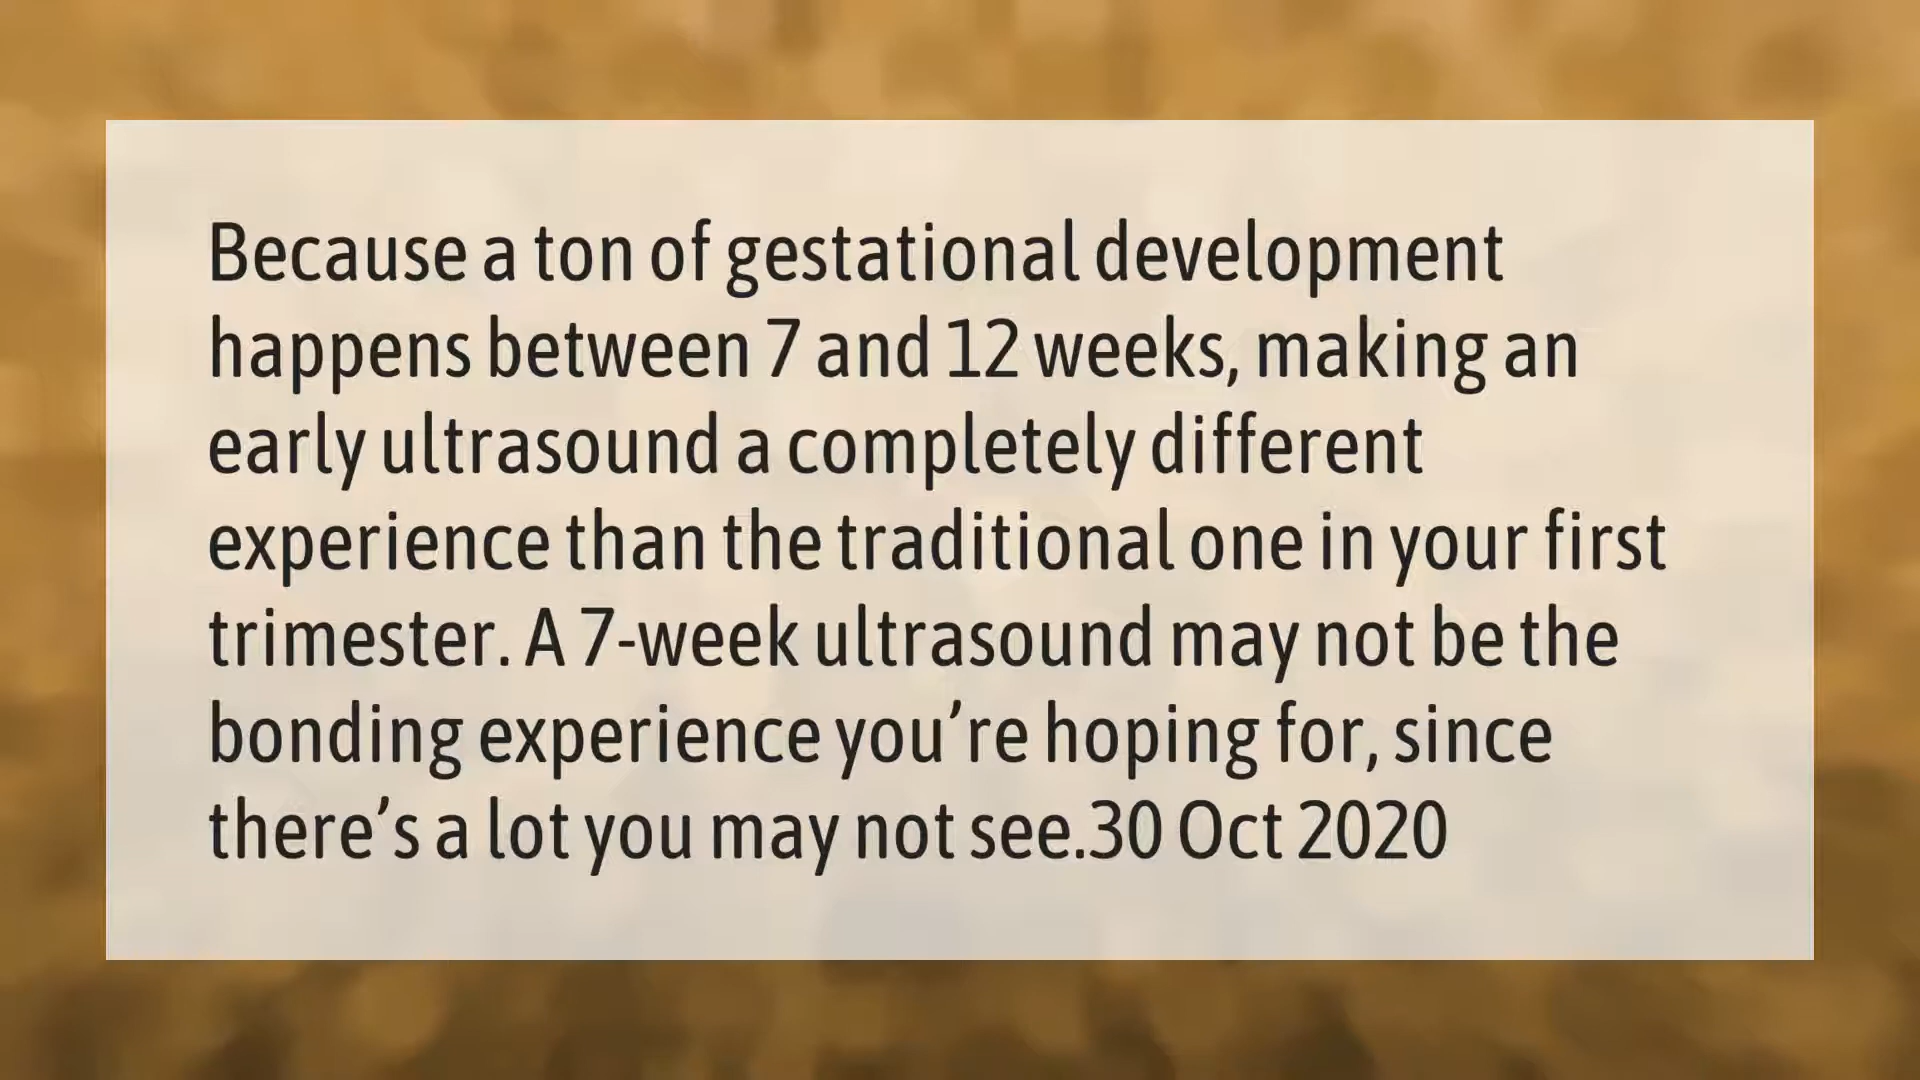 Because a ton of gestational development
happens between 7 and 12 weeks, making an
early ultrasound a completely different
experience than the traditional one in your first
trimester. A 7-week ultrasound may not be the
bonding experience you’re hoping for, since
there’s a lot you may not see.30 Oct 2020